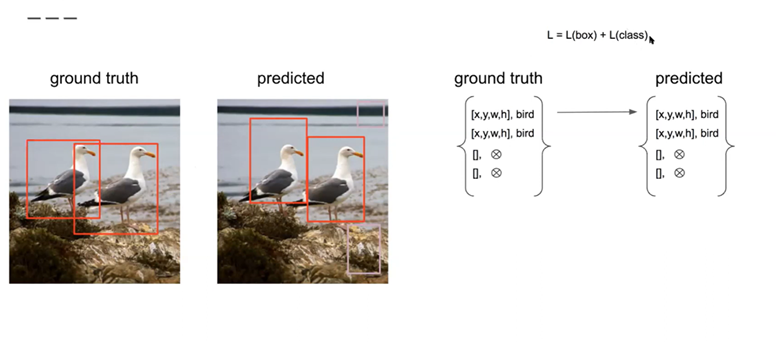 L = L(box) + L(class)
ground truth
predicted
ground truth
predicted
[x,y,w,h], bird
[x,y,w,h], bird
[], ⊗
[], ⊗
[x,y,w,h], bird
[x,y,w,h], bird
[], ⊗
[], ⊗